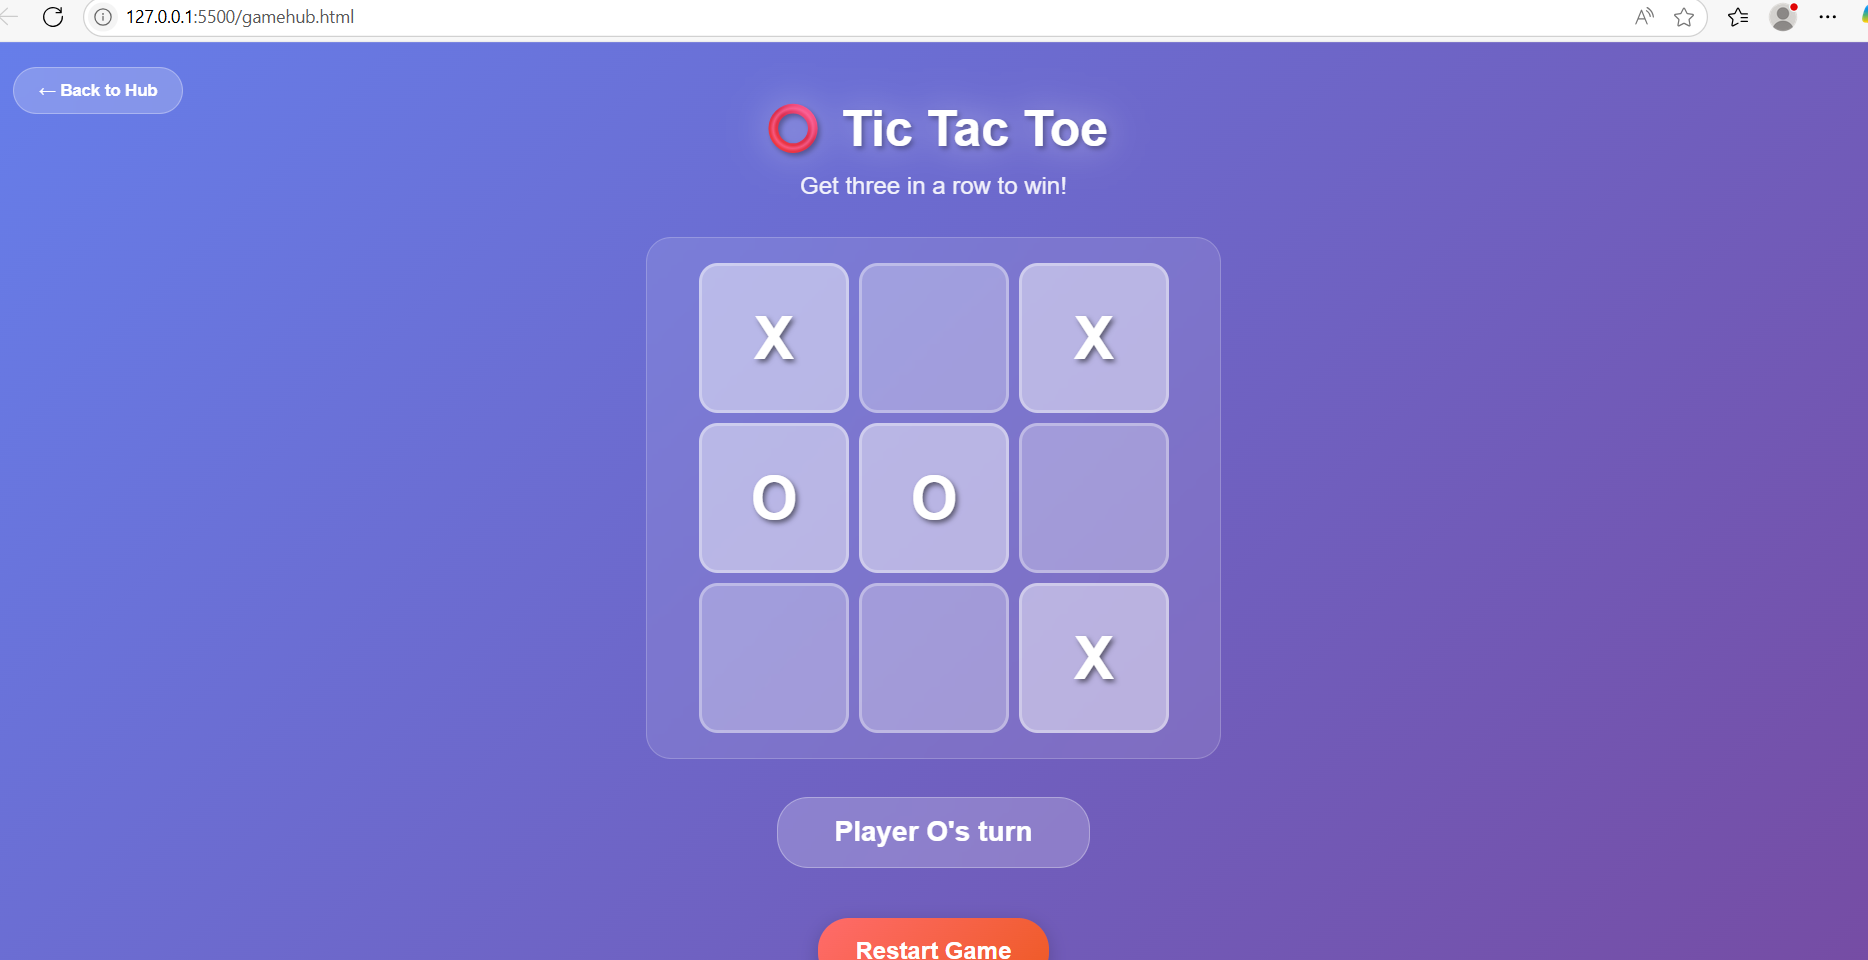 127.0.0.1:5500/gamehub.html
← Back to Hub
Tic Tac Toe
Get three in a row to win!
X X
O O
X
Player O's turn
Restart Game